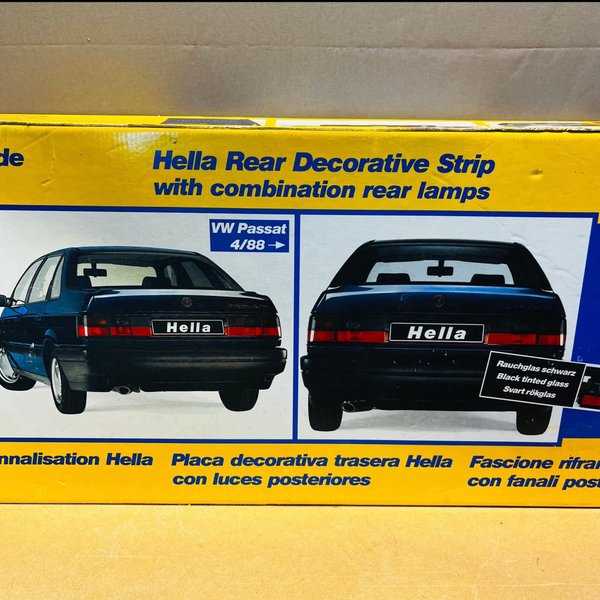 de
Hella Rear Decorative Strip
with combination rear lamps
VW Passat
4/88 →
Hella
Hella
Rauchglas schwarz
Black tinted glass
Svart rökglas
nnalisation Hella
Placa decorativa trasera Hella
con luces posteriores
Fascione rifran
con fanali post